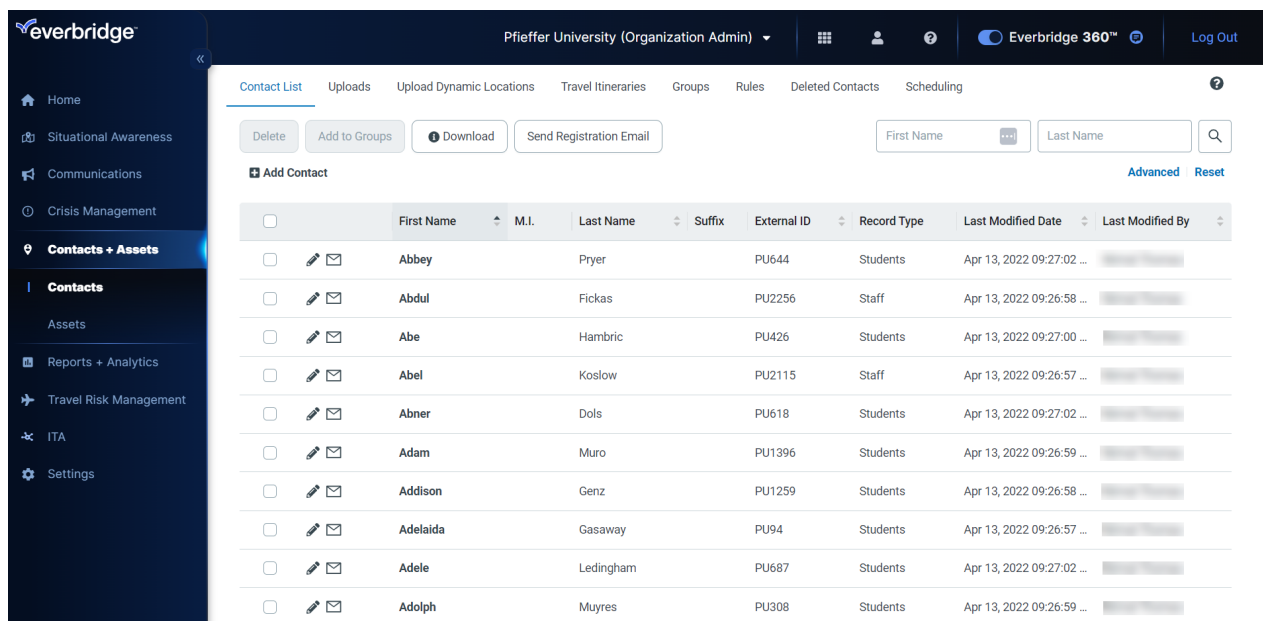 everbridge™
Pfieffer University (Organization Admin)
Everbridge 360™
Log Out
«
Home
Situational Awareness
Communications
Crisis Management
Contacts + Assets
Contacts
Assets
Reports + Analytics
Travel Risk Management
ITA
Settings
Contact List Uploads Upload Dynamic Locations Travel Itineraries Groups Rules Deleted Contacts Scheduling
Delete Add to Groups Download Send Registration Email First Name Last Name
Add Contact Advanced Reset
First Name M.I. Last Name Suffix External ID Record Type Last Modified Date Last Modified By
Abbey Pryer PU644 Students Apr 13, 2022 09:27:02 ...
Abdul Fickas PU2256 Staff Apr 13, 2022 09:26:58 ...
Abe Hambric PU426 Students Apr 13, 2022 09:27:00 ...
Abel Koslow PU2115 Staff Apr 13, 2022 09:26:57 ...
Abner Dols PU618 Students Apr 13, 2022 09:27:02 ...
Adam Muro PU1396 Students Apr 13, 2022 09:26:59 ...
Addison Genz PU1259 Students Apr 13, 2022 09:26:58 ...
Adelaida Gasaway PU94 Students Apr 13, 2022 09:26:57 ...
Adele Ledingham PU687 Students Apr 13, 2022 09:27:02 ...
Adolph Muyres PU308 Students Apr 13, 2022 09:26:59 ...